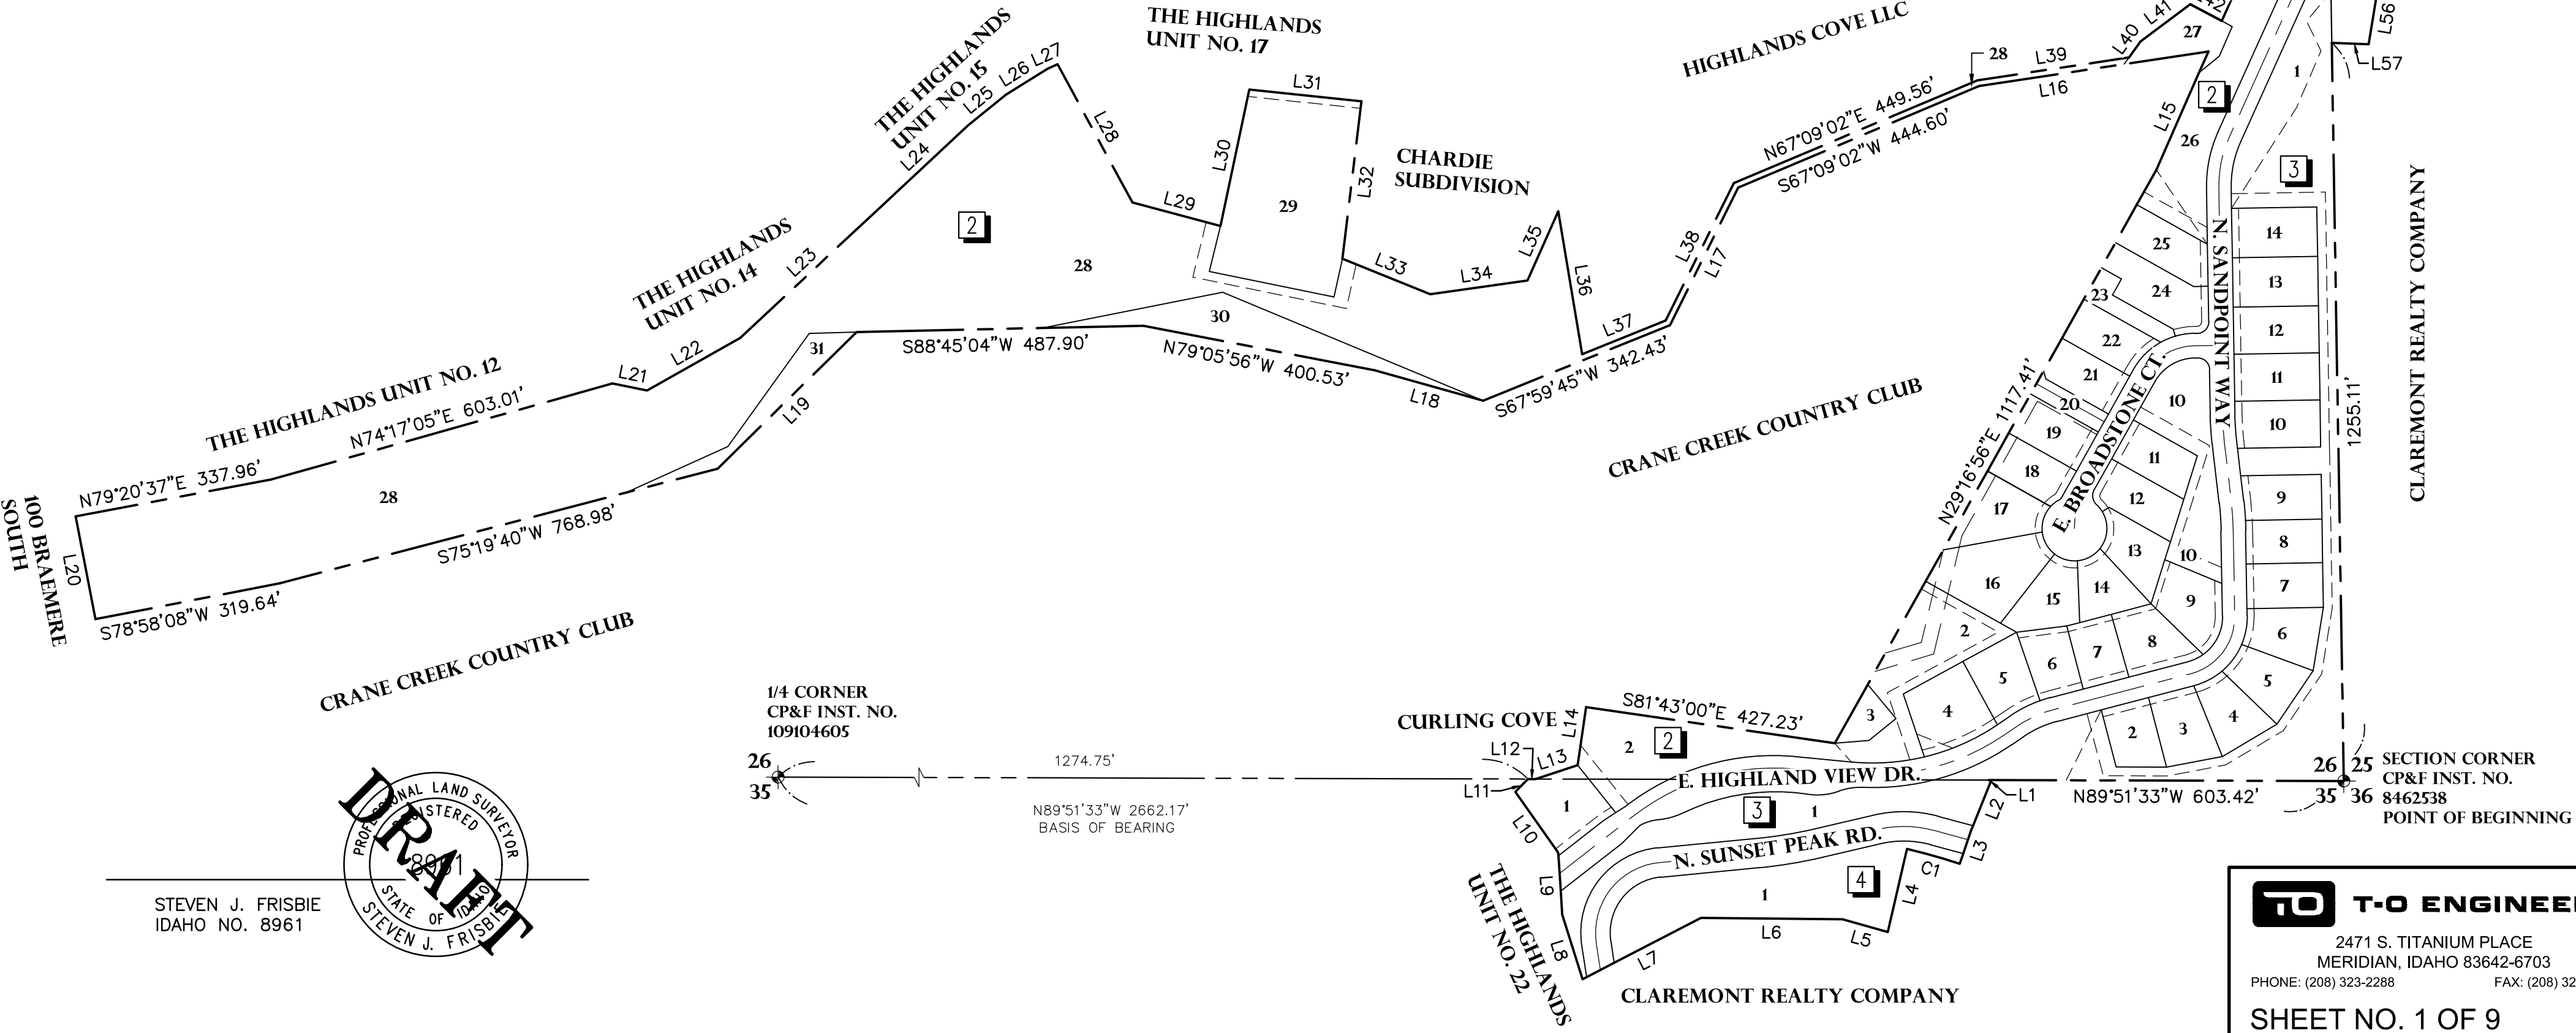 THE HIGHLANDS
UNIT NO. 17
HIGHLANDS COVE LLC
THE HIGHLANDS
UNIT NO. 15
L24
L25
L26
L27
L28
L29
L30
L31
L32
29
CHARDIE
SUBDIVISION
L33
L34
L35
L36
L37
L38
L17
N67°09'02"E 449.56'
S67°09'02"W 444.60'
28
L39
L16
L40
L41
27
L15
2
26
1
L56
L57
3
THE HIGHLANDS
UNIT NO. 14
L23
2
28
30
31
L21
L22
THE HIGHLANDS UNIT NO. 12
N74°17'05"E 603.01'
N79°20'37"E 337.96'
28
100 BRAEMERE
SOUTH
L20
S78°58'08"W 319.64'
S75°19'40"W 768.98'
L19
S88°45'04"W 487.90'
N79°05'56"W 400.53'
L18
S67°59'45"W 342.43'
CRANE CREEK COUNTRY CLUB
CRANE CREEK COUNTRY CLUB
N29°16'56"E 1117.41'
N. SANDPOINT WAY
E. BROADSTONE CT.
CLAREMONT REALTY COMPANY
1255.11'
25
24
23
22
21
20
19
18
17
16
15
14
13
12
11
10
10
9
8
7
6
5
4
3
2
14
13
12
11
10
9
8
7
6
5
4
3
2
1/4 CORNER
CP&F INST. NO.
109104605
26
35
1274.75'
N89°51'33"W 2662.17'
BASIS OF BEARING
CURLING COVE
L14
S81°43'00"E 427.23'
2
2
L12
L13
L11
L10
1
E. HIGHLAND VIEW DR.
L1
L2
L3
N89°51'33"W 603.42'
26 25
35 36
SECTION CORNER
CP&F INST. NO.
8462538
POINT OF BEGINNING
3
1
N. SUNSET PEAK RD.
4
1
C1
L4
L5
L6
L7
L8
L9
THE HIGHLANDS
UNIT NO. 22
CLAREMONT REALTY COMPANY
STEVEN J. FRISBIE
IDAHO NO. 8961
8961
STATE OF IDAHO
STEVEN J. FRISBIE
DRAFT
TO
2471 S. TITANIUM PLACE
MERIDIAN, IDAHO 83642-6703
PHONE: (208) 323-2288
FAX: (208) 32
SHEET NO. 1 OF 9